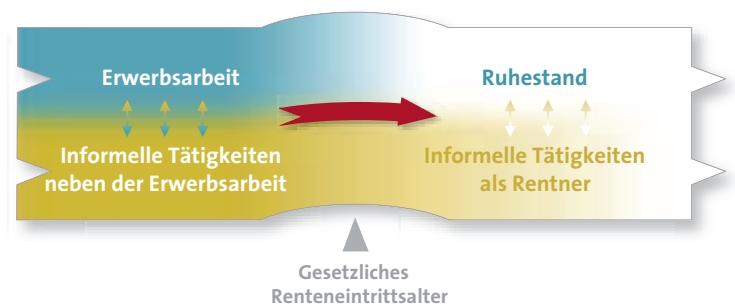 Erwerbsarbeit
Ruhestand
Informelle Tätigkeiten
neben der Erwerbsarbeit
Informelle Tätigkeiten
als Rentner
Gesetzliches
Renteneintrittsalter